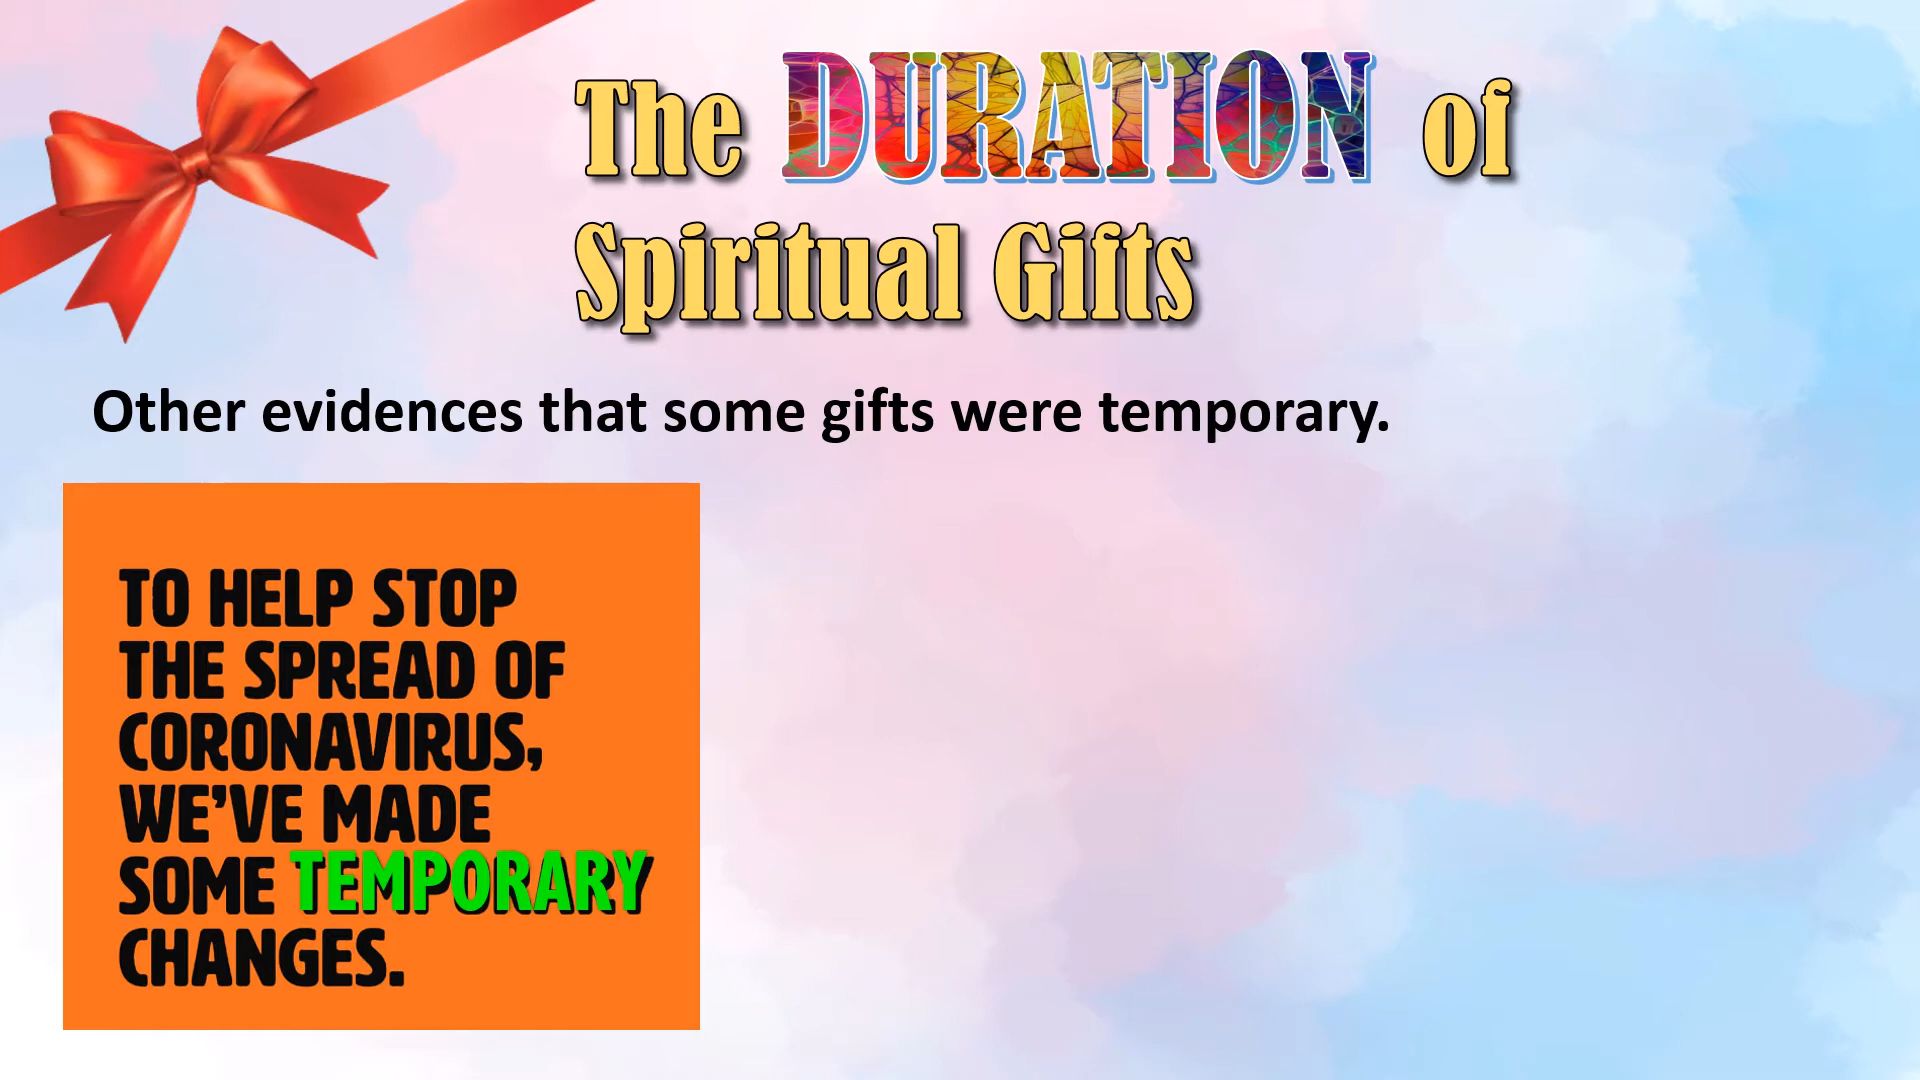 The DURATION of
Spiritual Gifts
Other evidences that some gifts were temporary.
TO HELP STOP
THE SPREAD OF
CORONAVIRUS,
WE'VE MADE
SOME TEMPORARY
CHANGES.